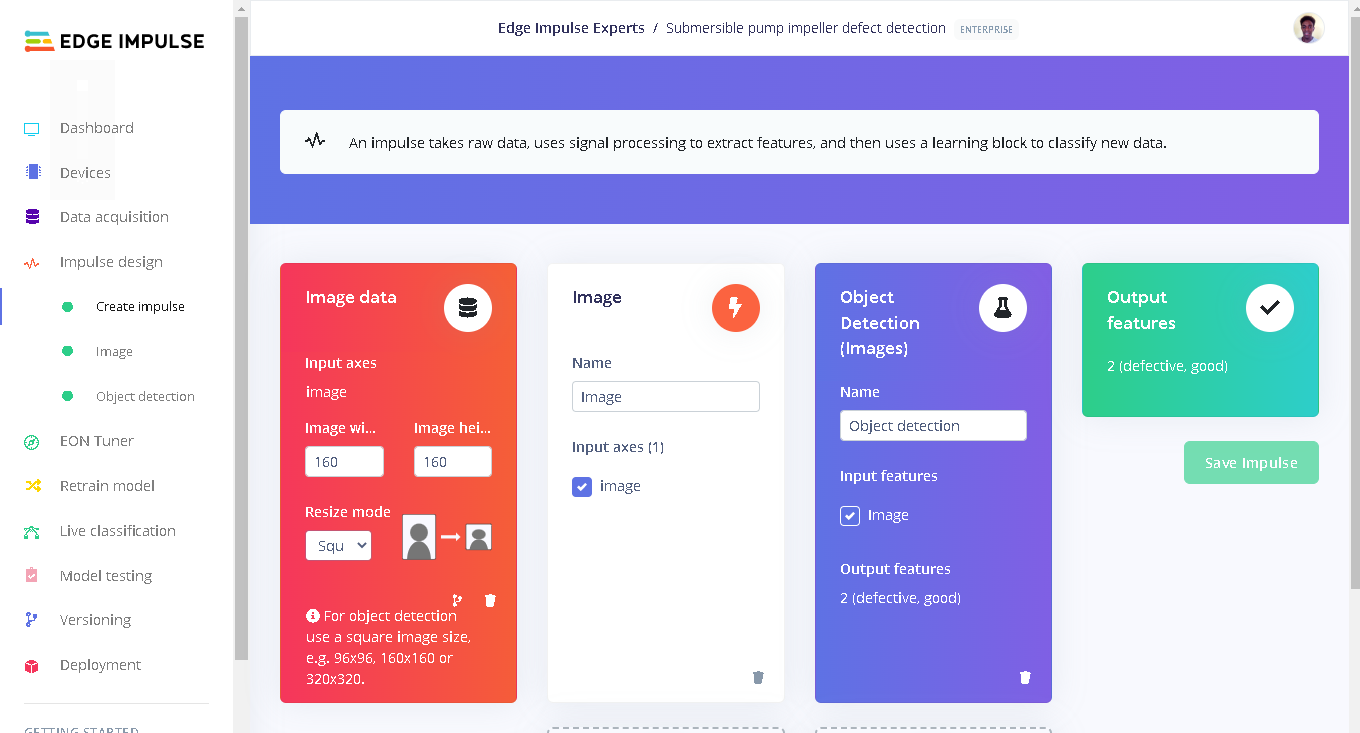 EDGE IMPULSE
Dashboard
Devices
Data acquisition
Impulse design
Create impulse
Image
Object detection
EON Tuner
Retrain model
Live classification
Model testing
Versioning
Deployment
GETTING STARTED
Edge Impulse Experts / Submersible pump impeller defect detection ENTERPRISE
An impulse takes raw data, uses signal processing to extract features, and then uses a learning block to classify new data.
Image data
Input axes
image
Image wi... Image hei...
160 160
Resize mode
Squ
For object detection
use a square image size,
e.g. 96x96, 160x160 or
320x320.
Image
Name
Image
Input axes (1)
image
Object
Detection
(Images)
Name
Object detection
Input features
Image
Output features
2 (defective, good)
Output
features
2 (defective, good)
Save Impulse